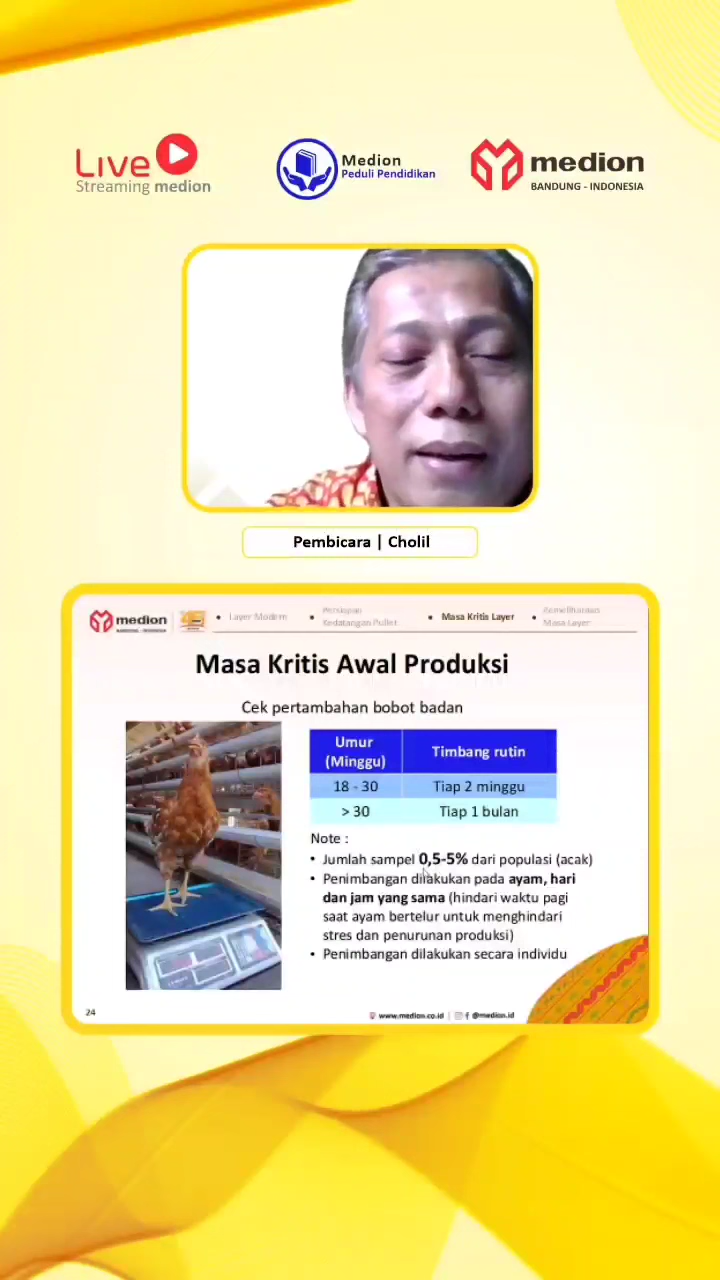 Live
Streaming medion
Medion
Peduli Pendidikan
medion
BANDUNG - INDONESIA
Pembicara | Cholil
medion
BANDUNG - INDONESIA
• Layer Modern
• Persiapan
Kedatangan Pullet
• Masa Kritis Layer
• Pemeliharaan
Masa Layer
Masa Kritis Awal Produksi
Cek pertambahan bobot badan
Umur
(Minggu)
Timbang rutin
18 - 30
Tiap 2 minggu
> 30
Tiap 1 bulan
Note :
• Jumlah sampel 0,5-5% dari populasi (acak)
• Penimbangan dilakukan pada ayam, hari
dan jam yang sama (hindari waktu pagi
saat ayam bertelur untuk menghindari
stres dan penurunan produksi)
• Penimbangan dilakukan secara individu
24
www.medion.co.id | @medion.id